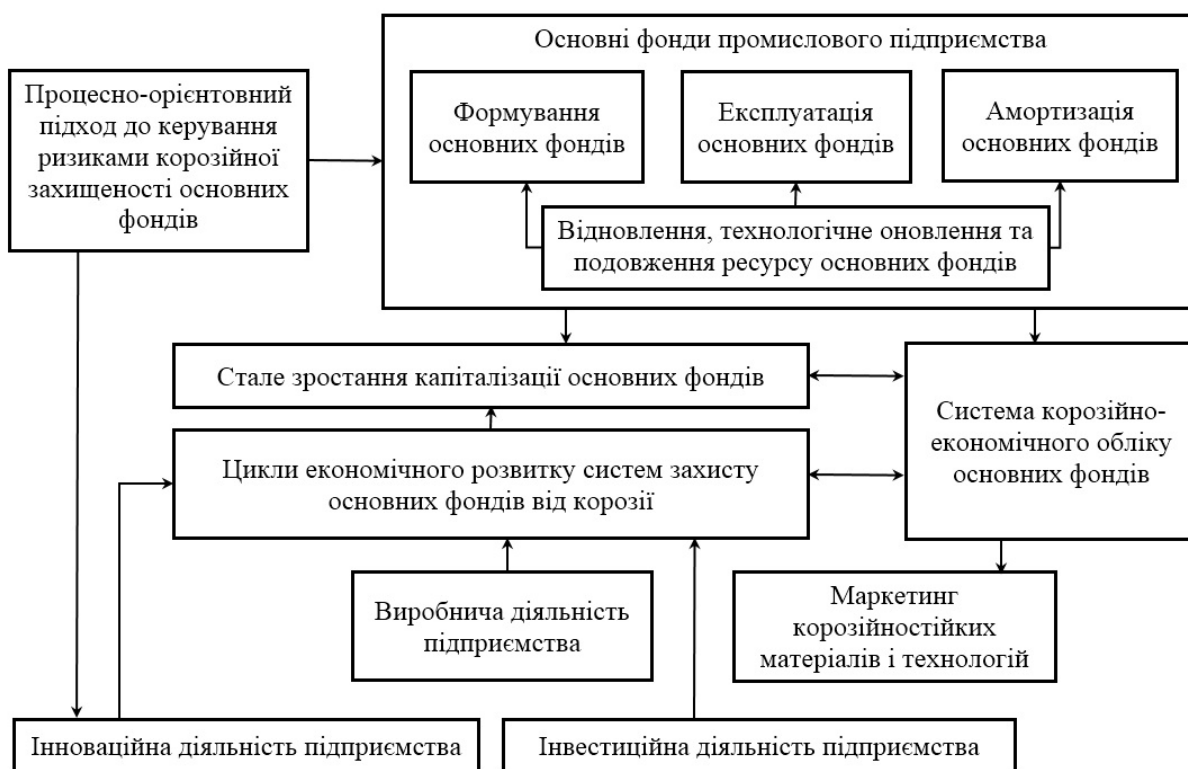 Основні фонди промислового підприємства
Процесно-орієнтовний
підход до керування
ризиками корозійної
захищеності основних
фондів
Формування
основних фондів
Експлуатація
основних фондів
Амортизація
основних фондів
Відновлення, технологічне оновлення та
подовження ресурсу основних фондів
Стале зростання капіталізації основних фондів
Система корозійно-
економічного обліку
основних фондів
Цикли економічного розвитку систем захисту
основних фондів від корозії
Виробнича діяльність
підприємства
Маркетинг
корозійностійких
матеріалів і технологій
Інноваційна діяльність підприємства
Інвестиційна діяльність підприємства